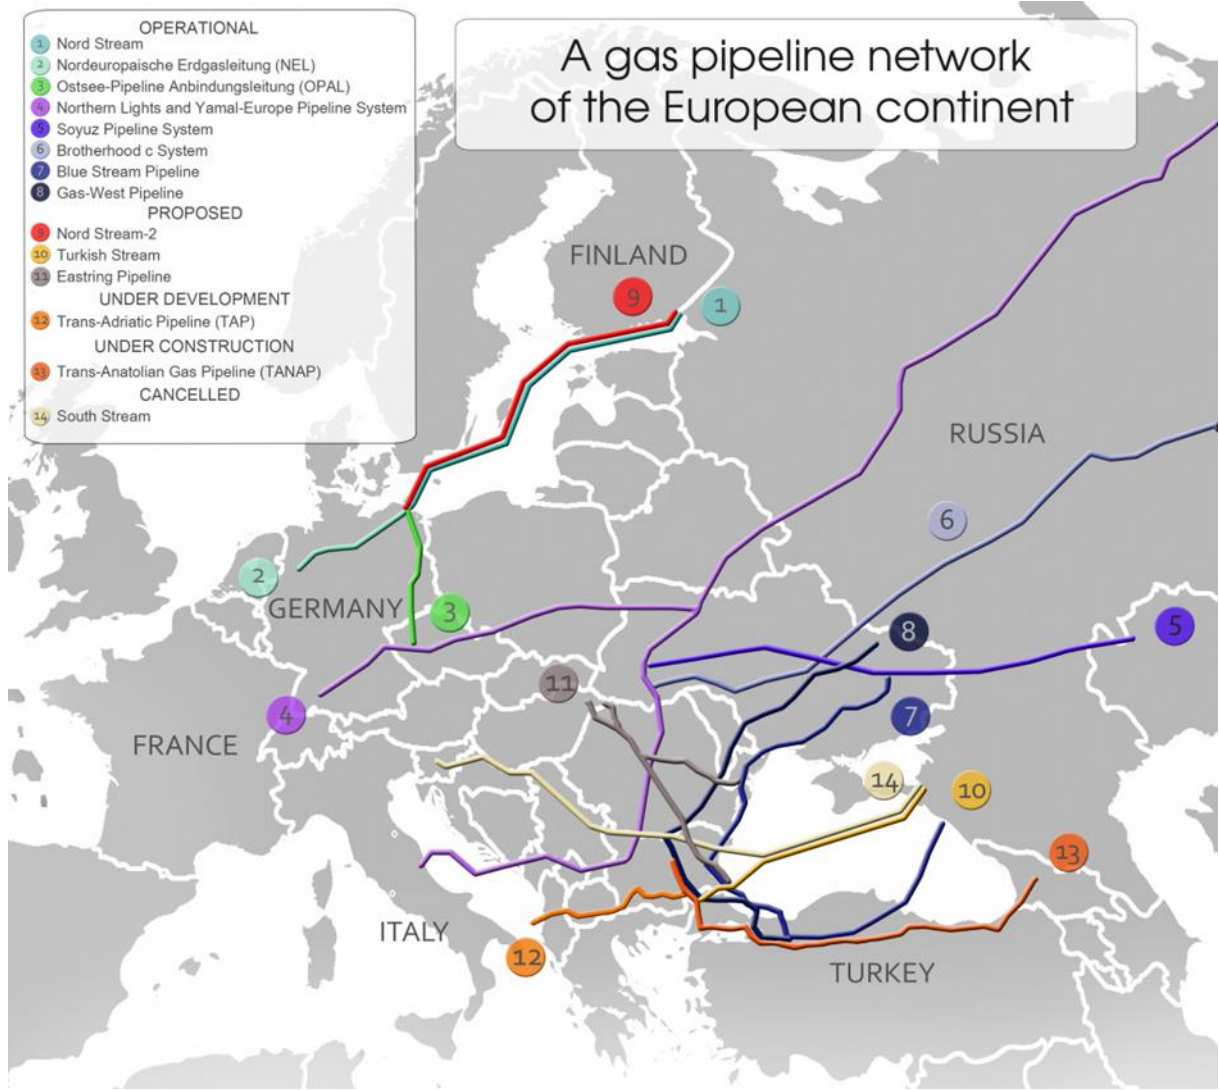 A gas pipeline network
of the European continent
OPERATIONAL
1 Nord Stream
2 Nordeuropaische Erdgasleitung (NEL)
3 Ostsee-Pipeline Anbindungsleitung (OPAL)
4 Northern Lights and Yamal-Europe Pipeline System
5 Soyuz Pipeline System
6 Brotherhood c System
7 Blue Stream Pipeline
8 Gas-West Pipeline
PROPOSED
9 Nord Stream-2
10 Turkish Stream
11 Eastring Pipeline
UNDER DEVELOPMENT
12 Trans-Adriatic Pipeline (TAP)
UNDER CONSTRUCTION
13 Trans-Anatolian Gas Pipeline (TANAP)
CANCELLED
14 South Stream
FINLAND
9
1
RUSSIA
6
2
GERMANY
3
8
5
11
4
7
FRANCE
14
10
13
ITALY
12
TURKEY